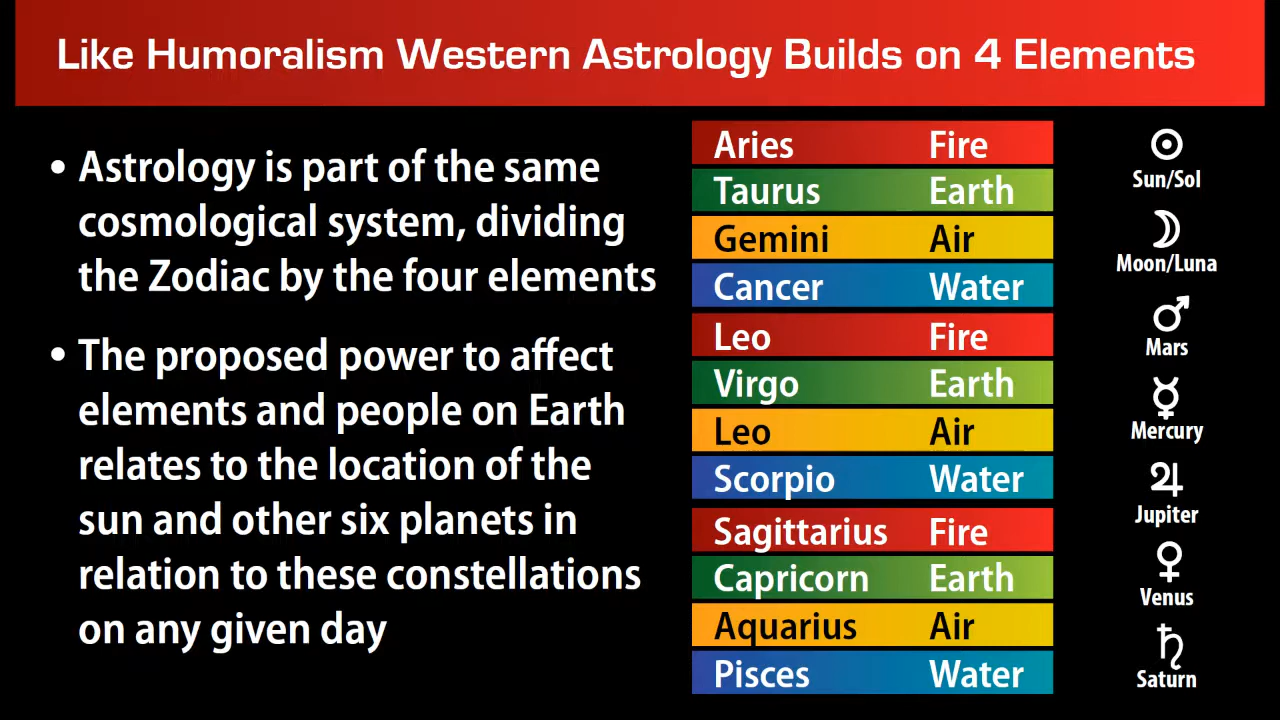 Like Humoralism Western Astrology Builds on 4 Elements
• Astrology is part of the same
cosmological system, dividing
the Zodiac by the four elements
• The proposed power to affect
elements and people on Earth
relates to the location of the
sun and other six planets in
relation to these constellations
on any given day
Aries Fire
Taurus Earth
Gemini Air
Cancer Water
Leo Fire
Virgo Earth
Leo Air
Scorpio Water
Sagittarius Fire
Capricorn Earth
Aquarius Air
Pisces Water
☉
Sun/Sol
☽
Moon/Luna
♂
Mars
☿
Mercury
♃
Jupiter
♀
Venus
♄
Saturn